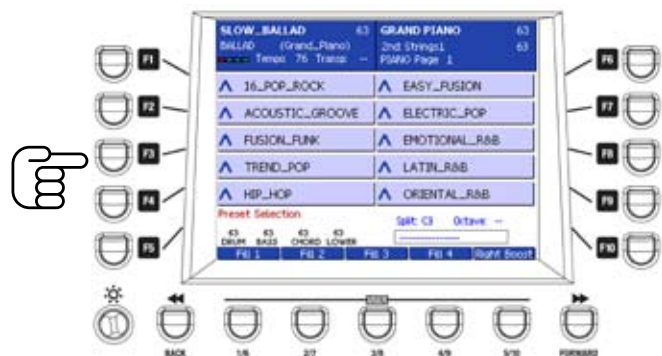 SLOW_BALLAD 63 GRAND PIANO 63
BALLAD (Grand_Piano) 2nd: Strings1 63
Tempo 76 Transp: -- PIANO Page 1
F1 F6
16_POP_ROCK EASY_FUSION
F2 F7
ACOUSTIC_GROOVE ELECTRIC_POP
F3 F8
FUSION_FUNK EMOTIONAL_R&B
TREND_POP LATIN_R&B
F4 F9
HIP_HOP ORIENTAL_R&B
F5 F10
Preset Selection Split: C3 Octave: --
63 63 63 63
DRUM BASS CHORD LOWER
Fill 1 Fill 2 Fill 3 Fill 4 Right Boost
BACK 1/6 2/7 3/8 4/9 5/10 FORWARD